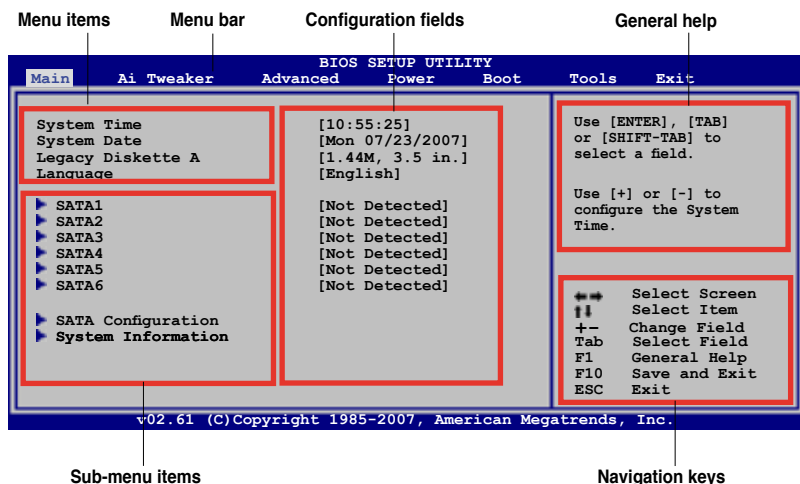 Menu items Menu bar Configuration fields General help
BIOS SETUP UTILITY
Main Ai Tweaker Advanced Power Boot Tools Exit
System Time [10:55:25]
System Date [Mon 07/23/2007]
Legacy Diskette A [1.44M, 3.5 in.]
Language [English]
SATA1 [Not Detected]
SATA2 [Not Detected]
SATA3 [Not Detected]
SATA4 [Not Detected]
SATA5 [Not Detected]
SATA6 [Not Detected]
SATA Configuration
System Information
Use [ENTER], [TAB]
or [SHIFT-TAB] to
select a field.
Use [+] or [-] to
configure the System
Time.
Select Screen
Select Item
+- Change Field
Tab Select Field
F1 General Help
F10 Save and Exit
ESC Exit
v02.61 (C)Copyright 1985-2007, American Megatrends, Inc.
Sub-menu items Navigation keys